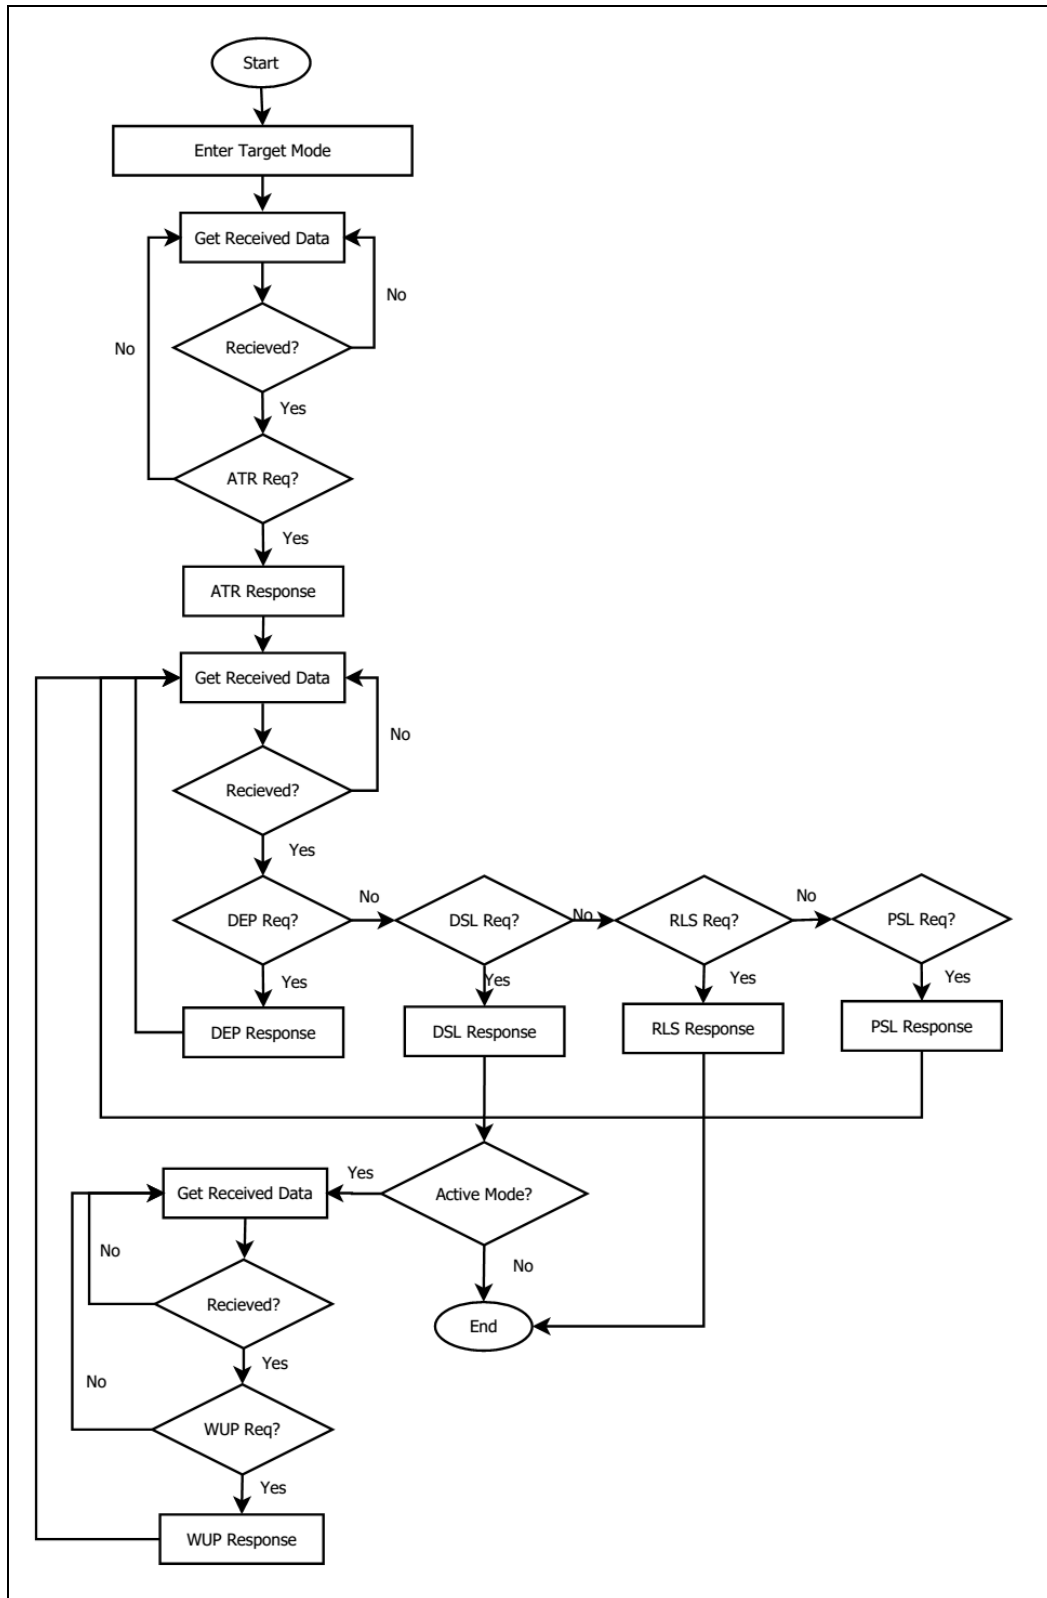 Start
Enter Target Mode
Get Received Data
No
No
Recieved?
Yes
ATR Req?
Yes
ATR Response
Get Received Data
No
Recieved?
Yes
DEP Req?
No
DSL Req?
No
RLS Req?
No
PSL Req?
Yes
Yes
Yes
Yes
DEP Response
DSL Response
RLS Response
PSL Response
Get Received Data
Yes
Active Mode?
No
No
Recieved?
End
Yes
No
WUP Req?
Yes
WUP Response